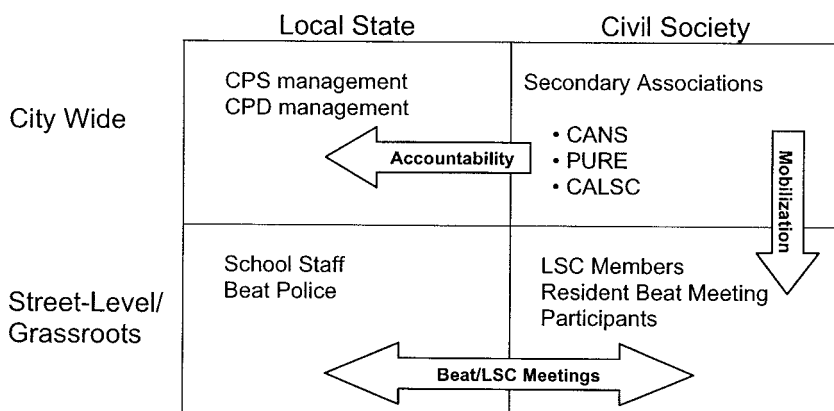 Local State
Civil Society
City Wide
CPS management
CPD management
Secondary Associations
• CANS
• PURE
• CALSC
Accountability
Mobilization
Street-Level/
Grassroots
School Staff
Beat Police
LSC Members
Resident Beat Meeting
Participants
Beat/LSC Meetings